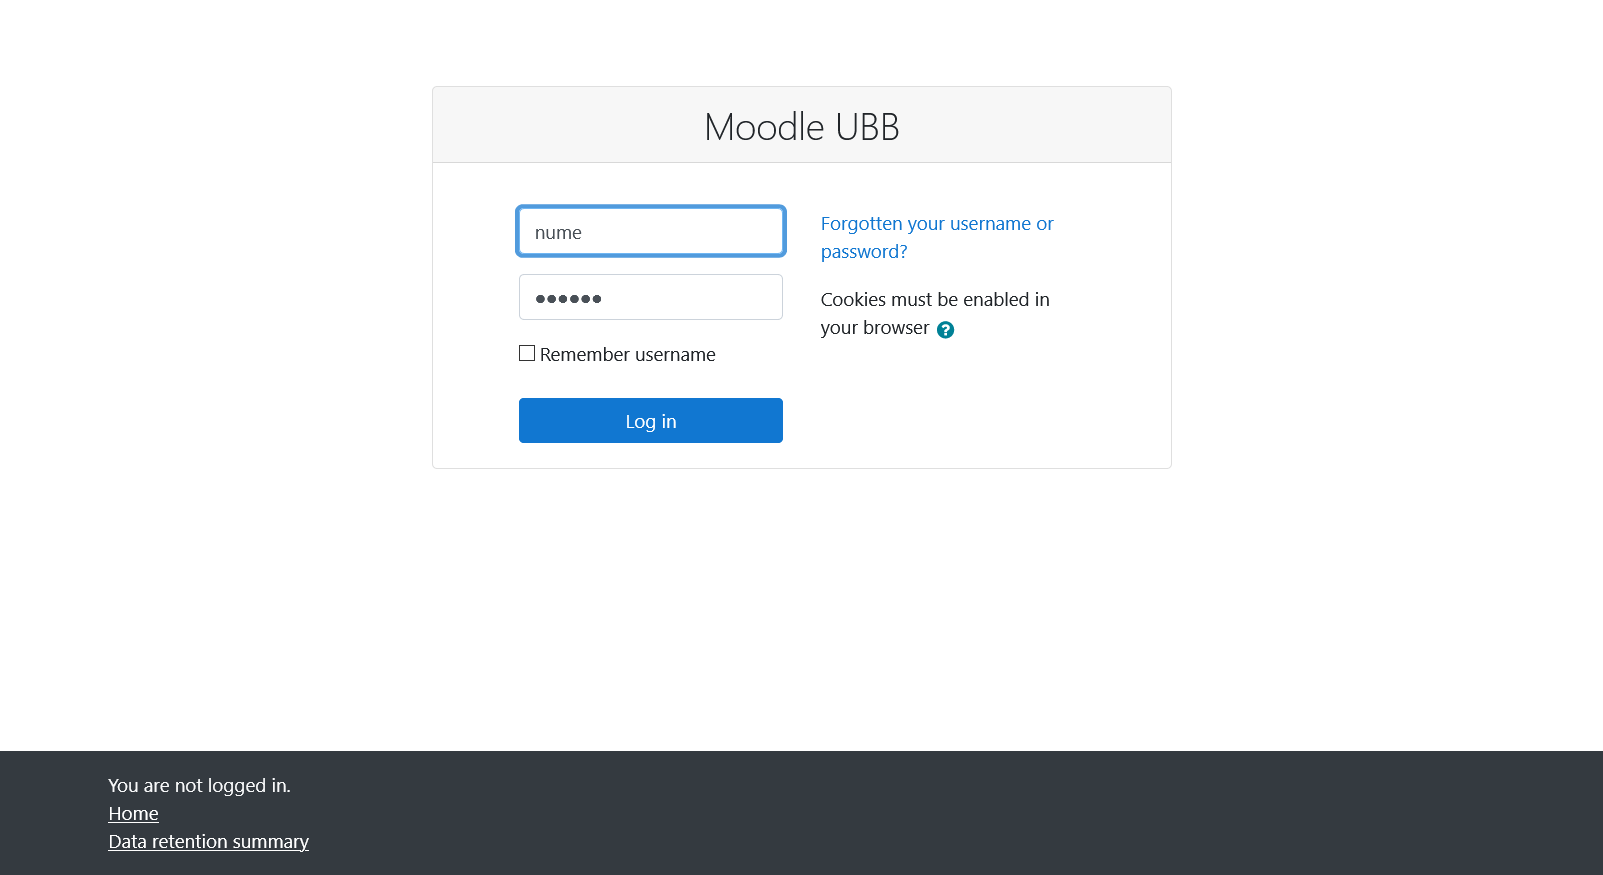 Moodle UBB
nume
●●●●●●
Remember username
Log in
Forgotten your username or
password?
Cookies must be enabled in
your browser
You are not logged in.
Home
Data retention summary